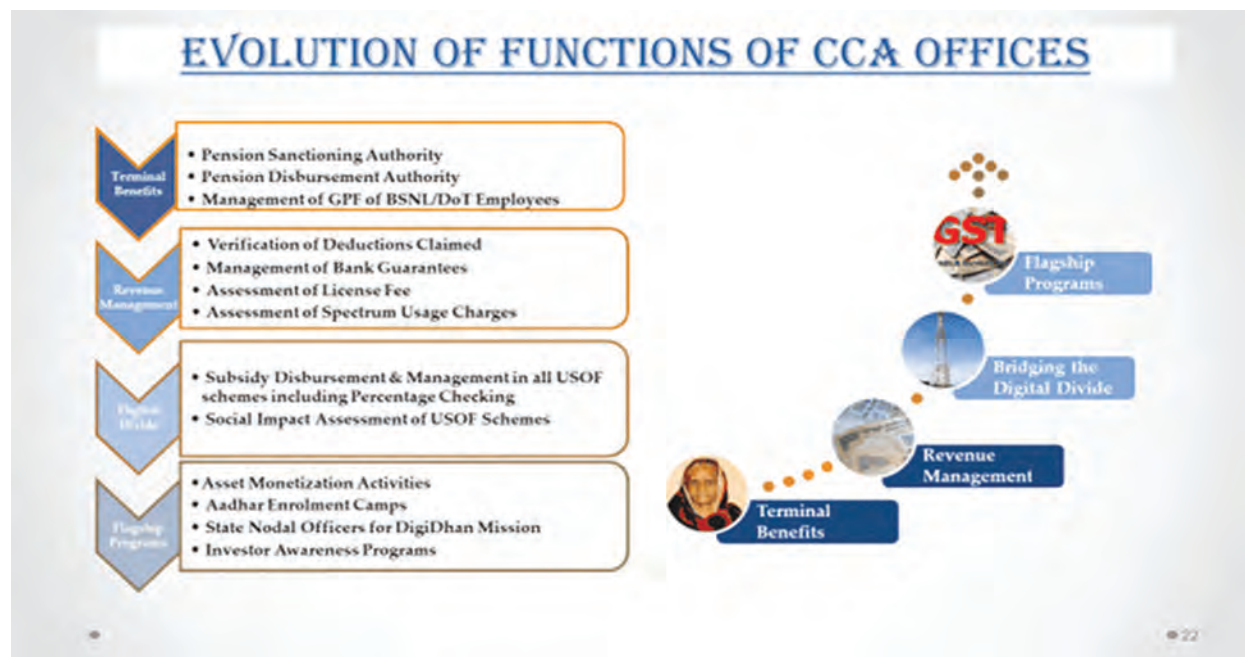 EVOLUTION OF FUNCTIONS OF CCA OFFICES
Terminal
Benefits
• Pension Sanctioning Authority
• Pension Disbursement Authority
• Management of GPF of BSNL/DoT Employees
Revenue
Management
• Verification of Deductions Claimed
• Management of Bank Guarantees
• Assessment of License Fee
• Assessment of Spectrum Usage Charges
Digital
Divide
• Subsidy Disbursement & Management in all USOF
schemes including Percentage Checking
• Social Impact Assessment of USOF Schemes
Flagship
Programs
• Asset Monetization Activities
• Aadhar Enrolment Camps
• State Nodal Officers for DigiDhan Mission
• Investor Awareness Programs
GST
Flagship
Programs
Bridging the
Digital Divide
Revenue
Management
Terminal
Benefits
22